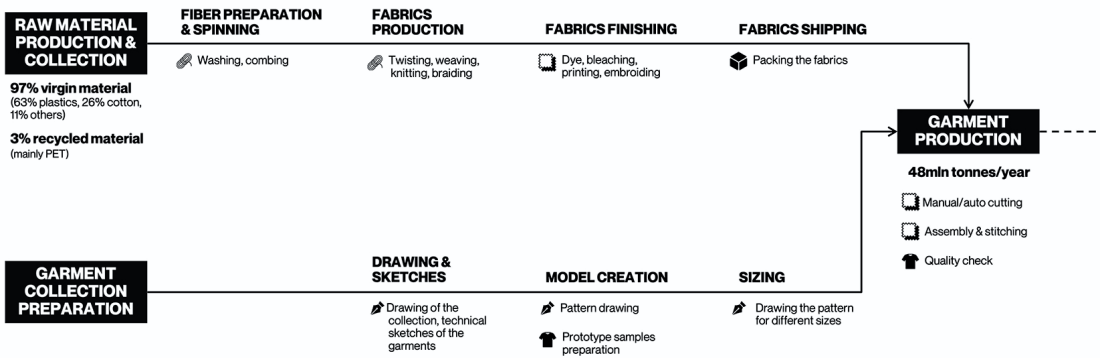 RAW MATERIAL
PRODUCTION &
COLLECTION
97% virgin material
(63% plastics, 26% cotton,
11% others)
3% recycled material
(mainly PET)
FIBER PREPARATION
& SPINNING
Washing, combing
FABRICS
PRODUCTION
Twisting, weaving,
knitting, braiding
FABRICS FINISHING
Dye, bleaching,
printing, embroiding
FABRICS SHIPPING
Packing the fabrics
GARMENT
PRODUCTION
48mln tonnes/year
Manual/auto cutting
Assembly & stitching
Quality check
GARMENT
COLLECTION
PREPARATION
DRAWING &
SKETCHES
Drawing of the
collection, technical
sketches of the
garments
MODEL CREATION
Pattern drawing
Prototype samples
preparation
SIZING
Drawing the pattern
for different sizes